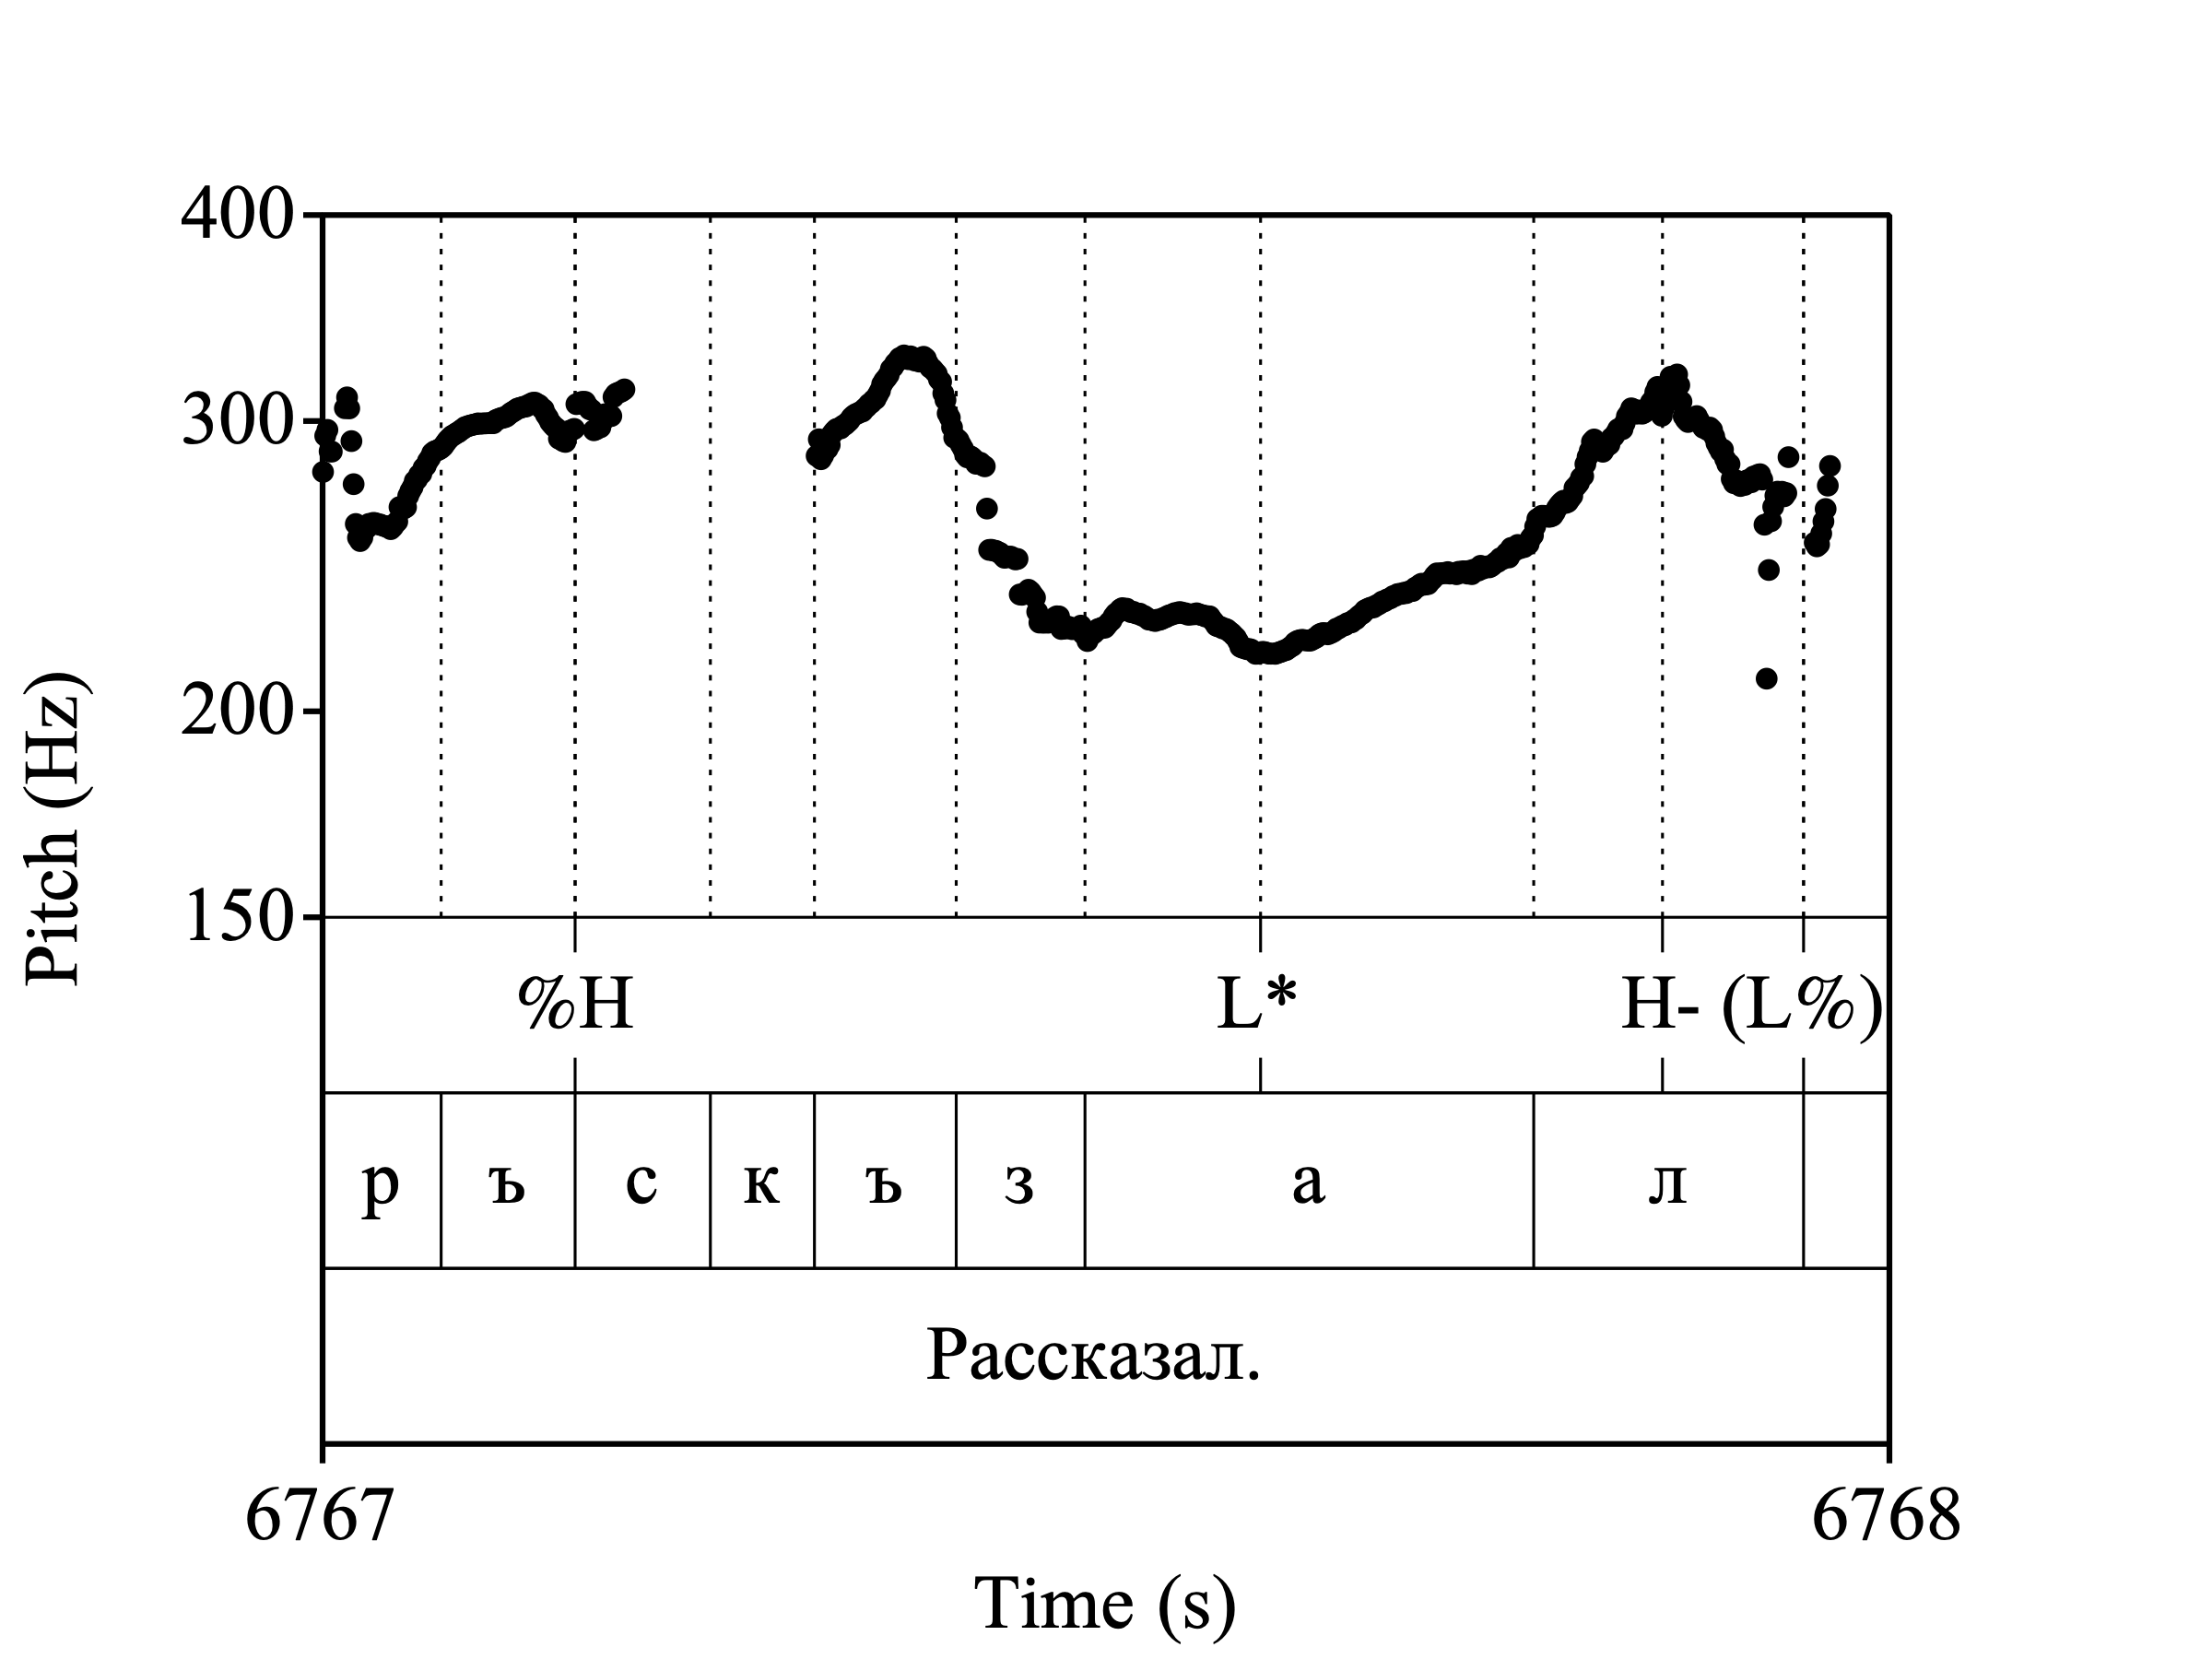 400
300
200
150
Pitch (Hz)
%H L* H- (L%)
р ъ с к ъ з а л
Рассказал.
6767 6768
Time (s)